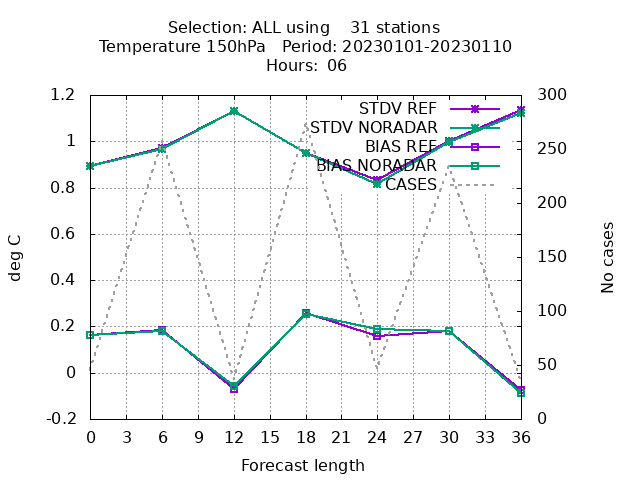 Selection: ALL using    31 stations
Temperature 150hPa   Period: 20230101-20230110
Hours:  06
1.2
1
0.8
0.6
0.4
0.2
0
-0.2
deg C
STDV REF
STDV NORADAR
BIAS REF
BIAS NORADAR
CASES
300
250
200
150
100
50
0
No cases
0 3 6 9 12 15 18 21 24 27 30 33 36
Forecast length